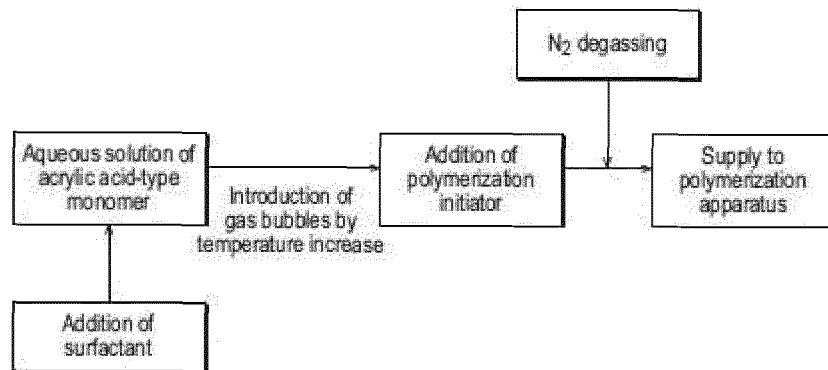 N2 degassing
Aqueous solution of
acrylic acid-type
monomer
Introduction of
gas bubbles by
temperature increase
Addition of
polymerization
initiator
Supply to
polymerization
apparatus
Addition of
surfactant